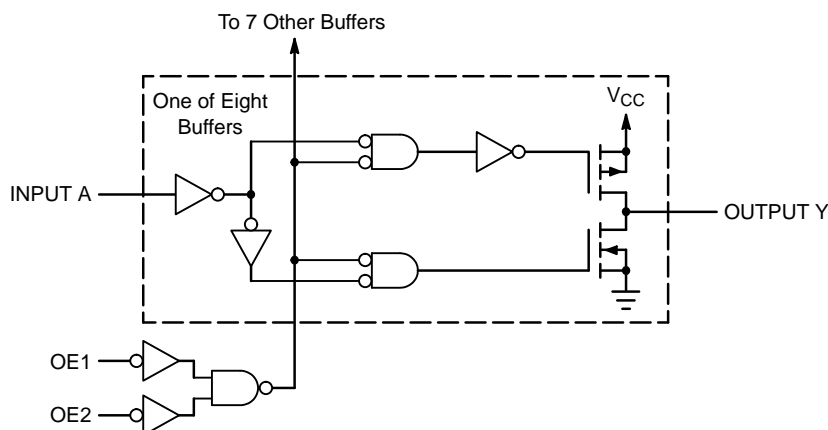 To 7 Other Buffers
One of Eight
Buffers
VCC
INPUT A
OUTPUT Y
OE1
OE2